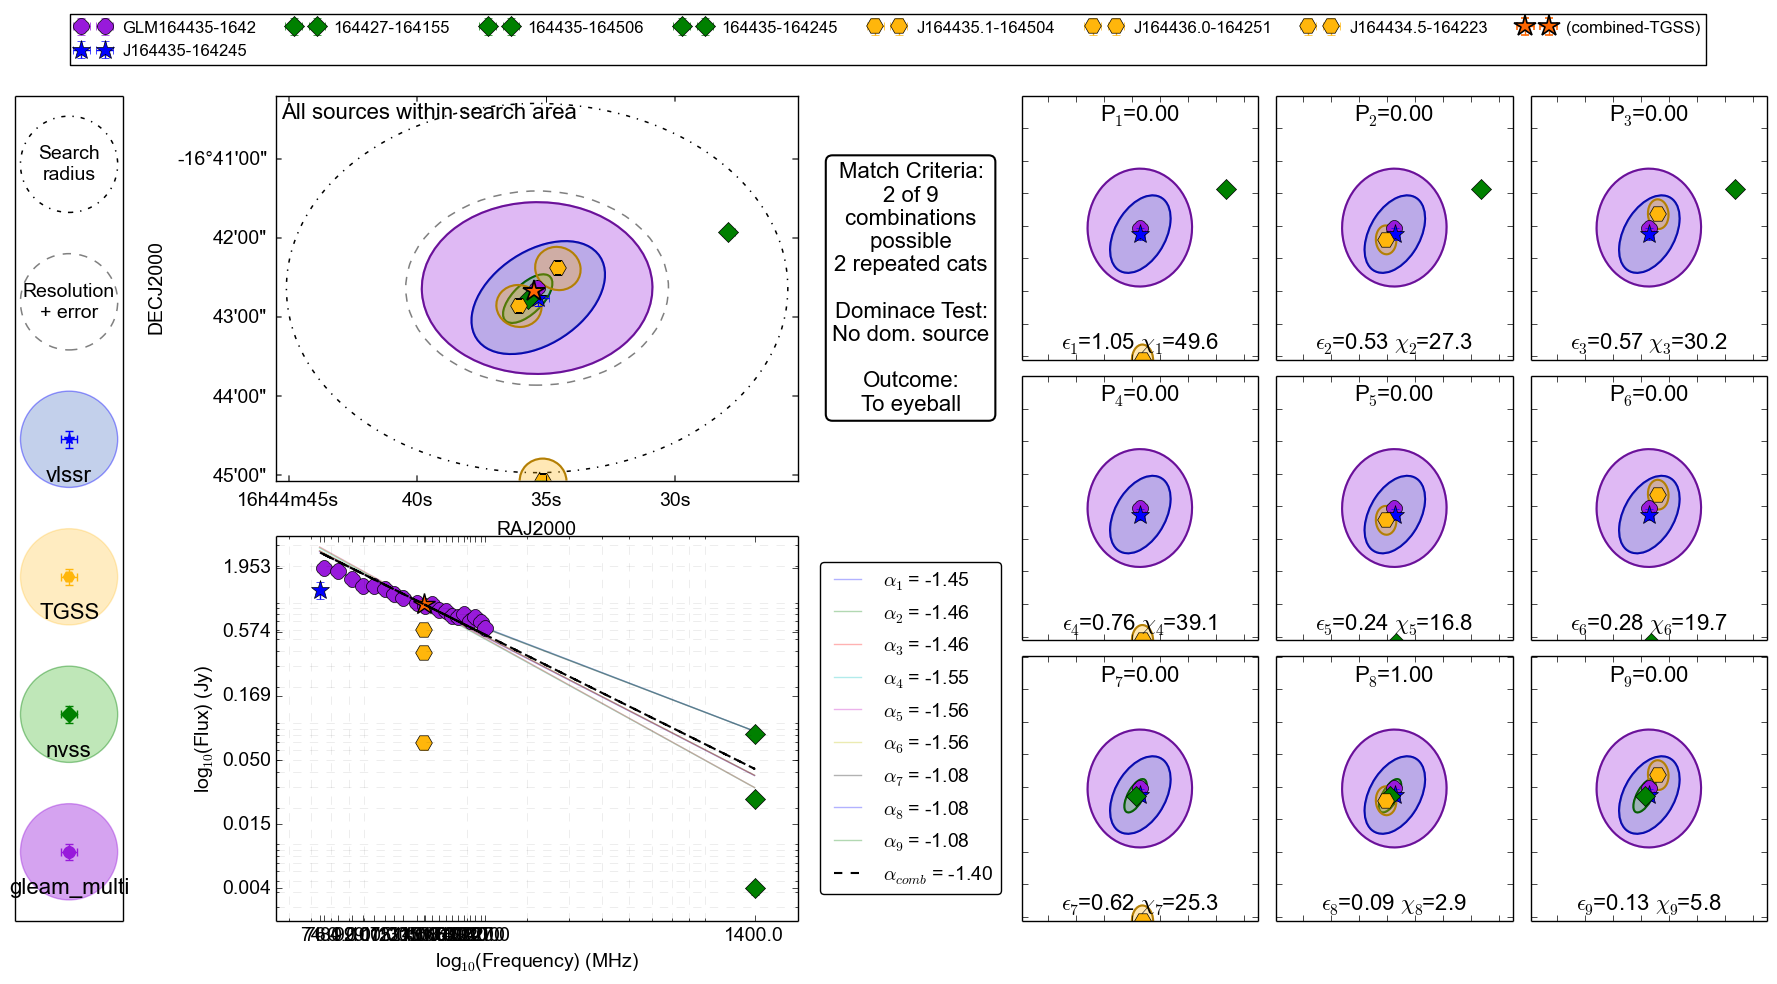 GLM164435-1642 164427-164155 164435-164506 164435-164245 J164435.1-164504 J164436.0-164251 J164434.5-164223 (combined-TGSS)
J164435-164245
Search
radius
Resolution
+ error
vlssr
TGSS
nvss
gleam_multi
All sources within search area
-16°41'00"
42'00"
43'00"
44'00"
45'00"
DECJ2000
16h44m45s 40s 35s 30s
RAJ2000
Match Criteria:
2 of 9
combinations
possible
2 repeated cats
Dominace Test:
No dom. source
Outcome:
To eyeball
1.953
0.574
0.169
0.050
0.015
0.004
log10(Flux) (Jy)
1400.0
log10(Frequency) (MHz)
α1 = -1.45
α2 = -1.46
α3 = -1.46
α4 = -1.55
α5 = -1.56
α6 = -1.56
α7 = -1.08
α8 = -1.08
α9 = -1.08
αcomb = -1.40
P1=0.00
ϵ1=1.05 χ1=49.6
P2=0.00
ϵ2=0.53 χ2=27.3
P3=0.00
ϵ3=0.57 χ3=30.2
P4=0.00
ϵ4=0.76 χ4=39.1
P5=0.00
ϵ5=0.24 χ5=16.8
P6=0.00
ϵ6=0.28 χ6=19.7
P7=0.00
ϵ7=0.62 χ7=25.3
P8=1.00
ϵ8=0.09 χ8=2.9
P9=0.00
ϵ9=0.13 χ9=5.8